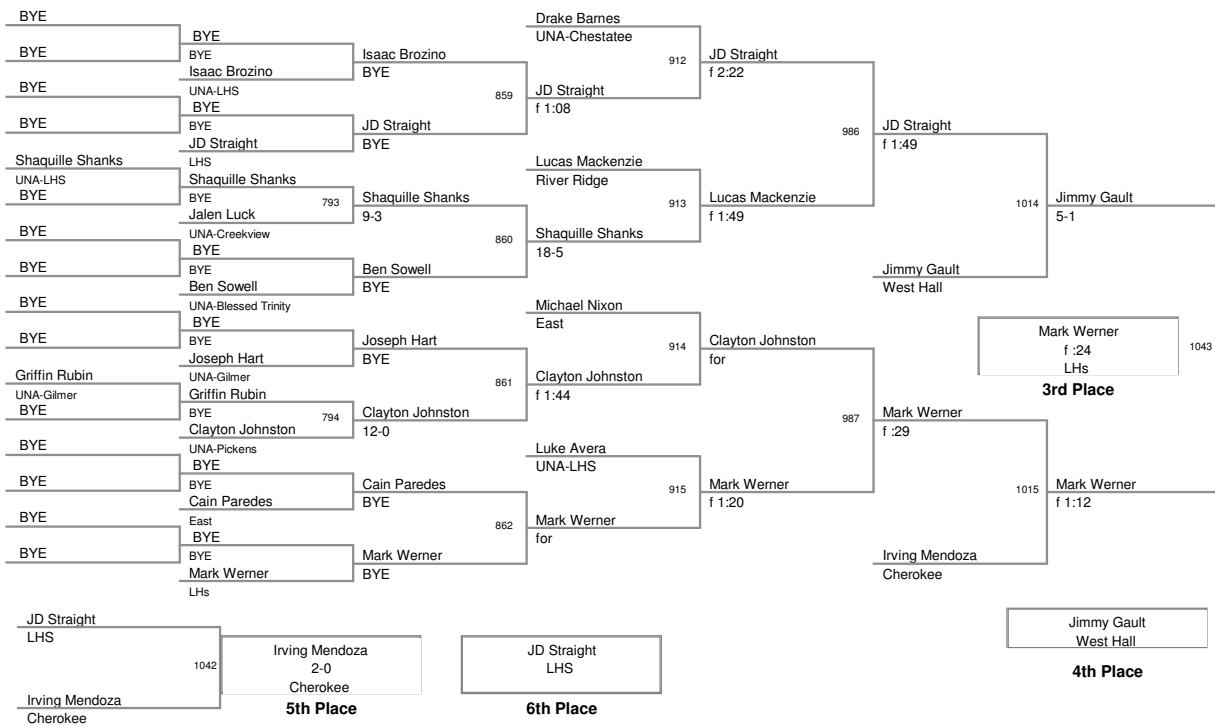 BYE
BYE
BYE
BYE
Shaquille Shanks
UNA-LHS
BYE
BYE
BYE
BYE
BYE
Griffin Rubin
UNA-Gilmer
BYE
BYE
BYE
BYE
BYE
BYE
BYE
Isaac Brozino
UNA-LHS
BYE
BYE
JD Straight
LHS
Shaquille Shanks
BYE
793
Jalen Luck
UNA-Creekview
BYE
BYE
Ben Sowell
UNA-Blessed Trinity
BYE
BYE
Joseph Hart
UNA-Gilmer
Griffin Rubin
BYE
794
Clayton Johnston
UNA-Pickens
BYE
BYE
Cain Paredes
East
BYE
BYE
Mark Werner
LHs
Isaac Brozino
BYE
859
JD Straight
BYE
Shaquille Shanks
9-3
860
Ben Sowell
BYE
Joseph Hart
BYE
861
Clayton Johnston
12-0
Cain Paredes
BYE
862
Mark Werner
BYE
Drake Barnes
UNA-Chestatee
912
JD Straight
f 1:08
Lucas Mackenzie
River Ridge
913
Shaquille Shanks
18-5
Michael Nixon
East
914
Clayton Johnston
f 1:44
Luke Avera
UNA-LHS
915
Mark Werner
for
JD Straight
f 2:22
986
Lucas Mackenzie
f 1:49
Clayton Johnston
for
987
Mark Werner
f 1:20
JD Straight
f 1:49
1014
Jimmy Gault
West Hall
Mark Werner
f :29
1015
Irving Mendoza
Cherokee
Jimmy Gault
5-1
Mark Werner
f 1:12
Mark Werner
f :24
LHs
1043
3rd Place
Jimmy Gault
West Hall
4th Place
JD Straight
LHS
1042
Irving Mendoza
Cherokee
Irving Mendoza
2-0
Cherokee
5th Place
JD Straight
LHS
6th Place